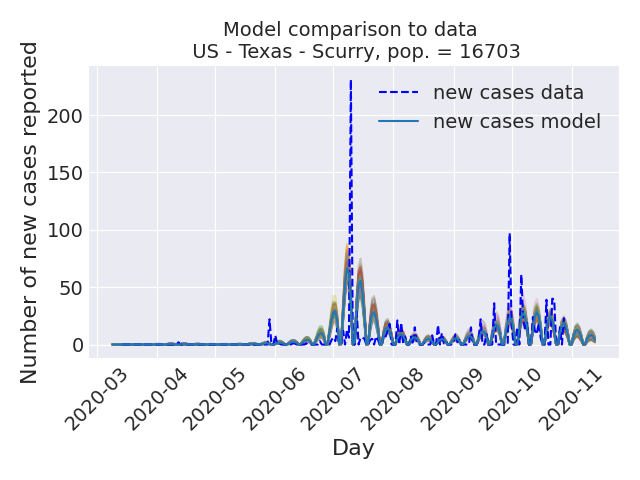 Model comparison to data
US - Texas - Scurry, pop. = 16703
Number of new cases reported
200
150
100
50
0
new cases data
new cases model
2020-03
2020-04
2020-05
2020-06
2020-07
2020-08
2020-09
2020-10
2020-11
Day